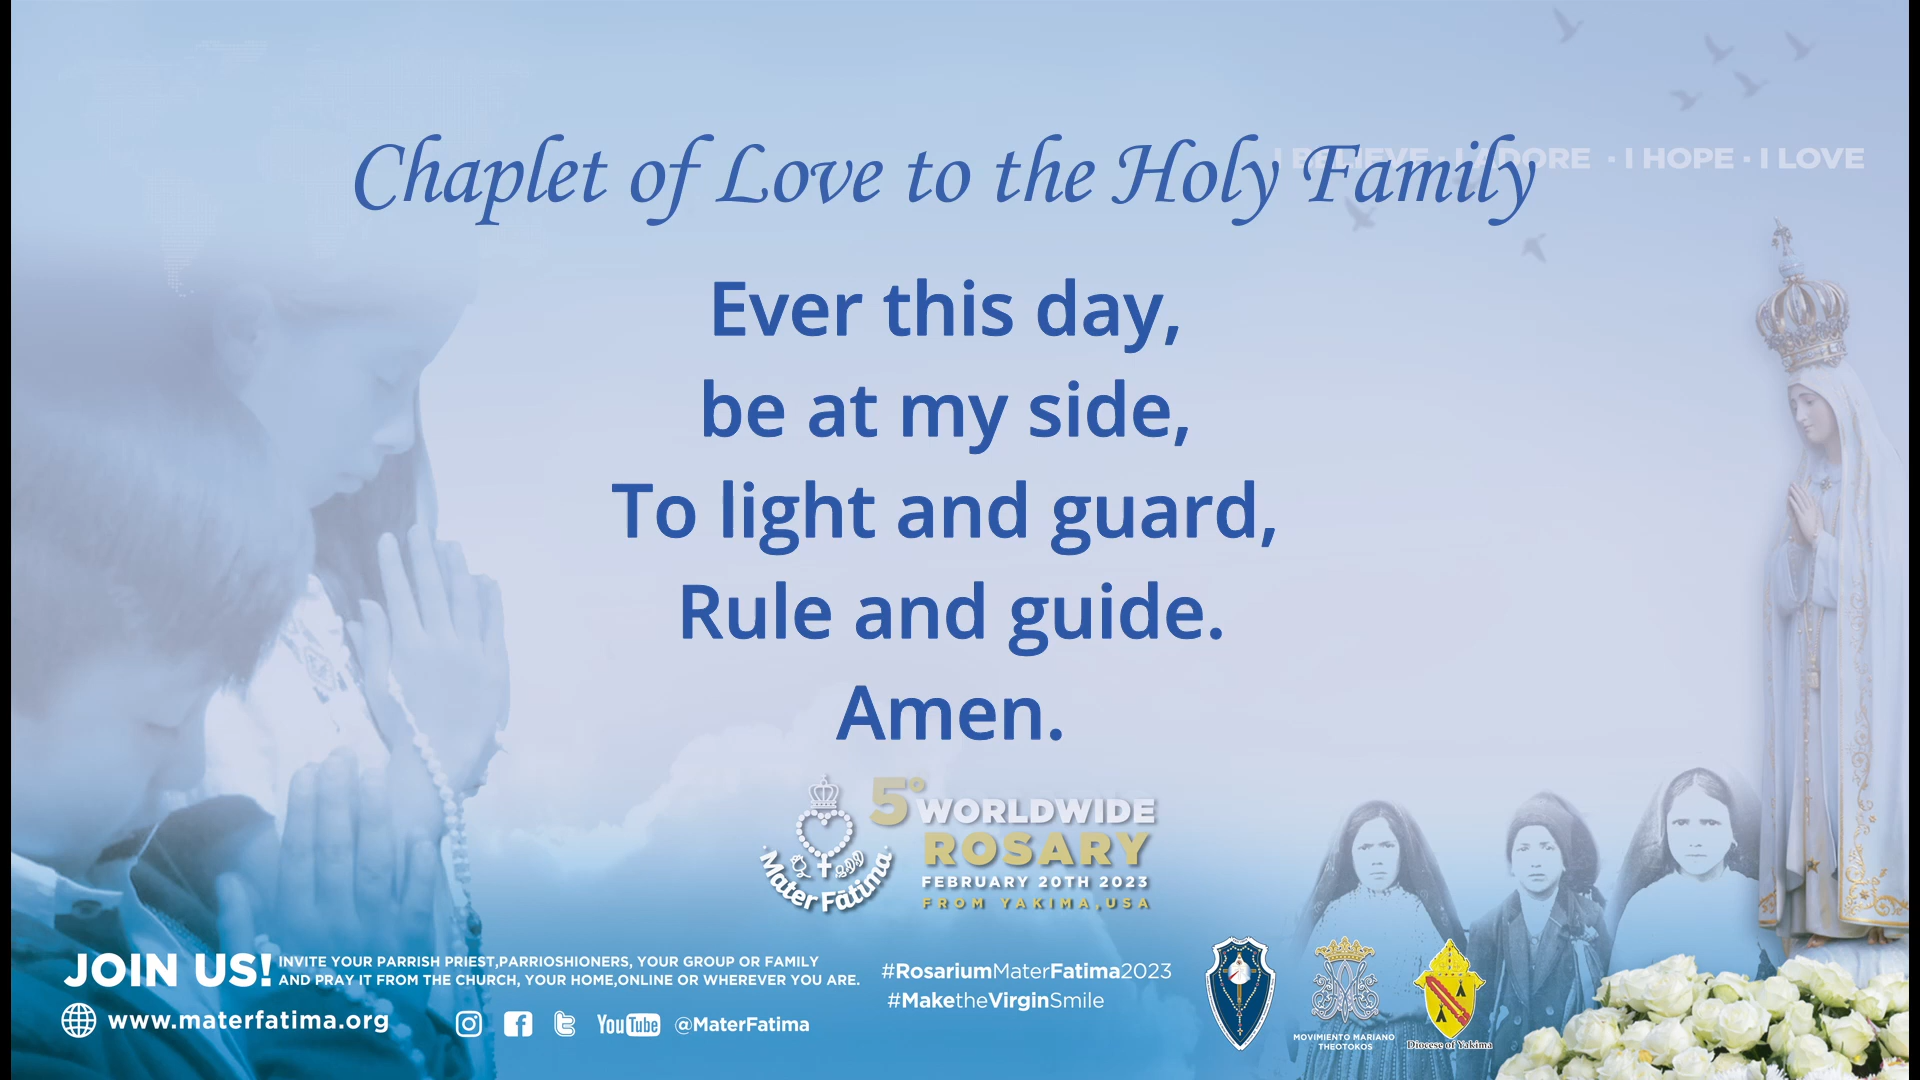 I BELIEVE · I ADORE · I HOPE · I LOVE
Chaplet of Love to the Holy Family
Ever this day,
be at my side,
To light and guard,
Rule and guide.
Amen.
Mater Fátima
5° WORLDWIDE
ROSARY
FEBRUARY 20TH 2023
FROM YAKIMA,USA
JOIN US!
INVITE YOUR PARRISH PRIEST,PARRIOSHIONERS, YOUR GROUP OR FAMILY
AND PRAY IT FROM THE CHURCH, YOUR HOME,ONLINE OR WHEREVER YOU ARE.
www.materfatima.org
YouTube @MaterFatima
#RosariumMaterFatima2023
#MaketheVirginSmile
MOVIMIENTO MARIANO
THEOTOKOS
Diocese of Yakima